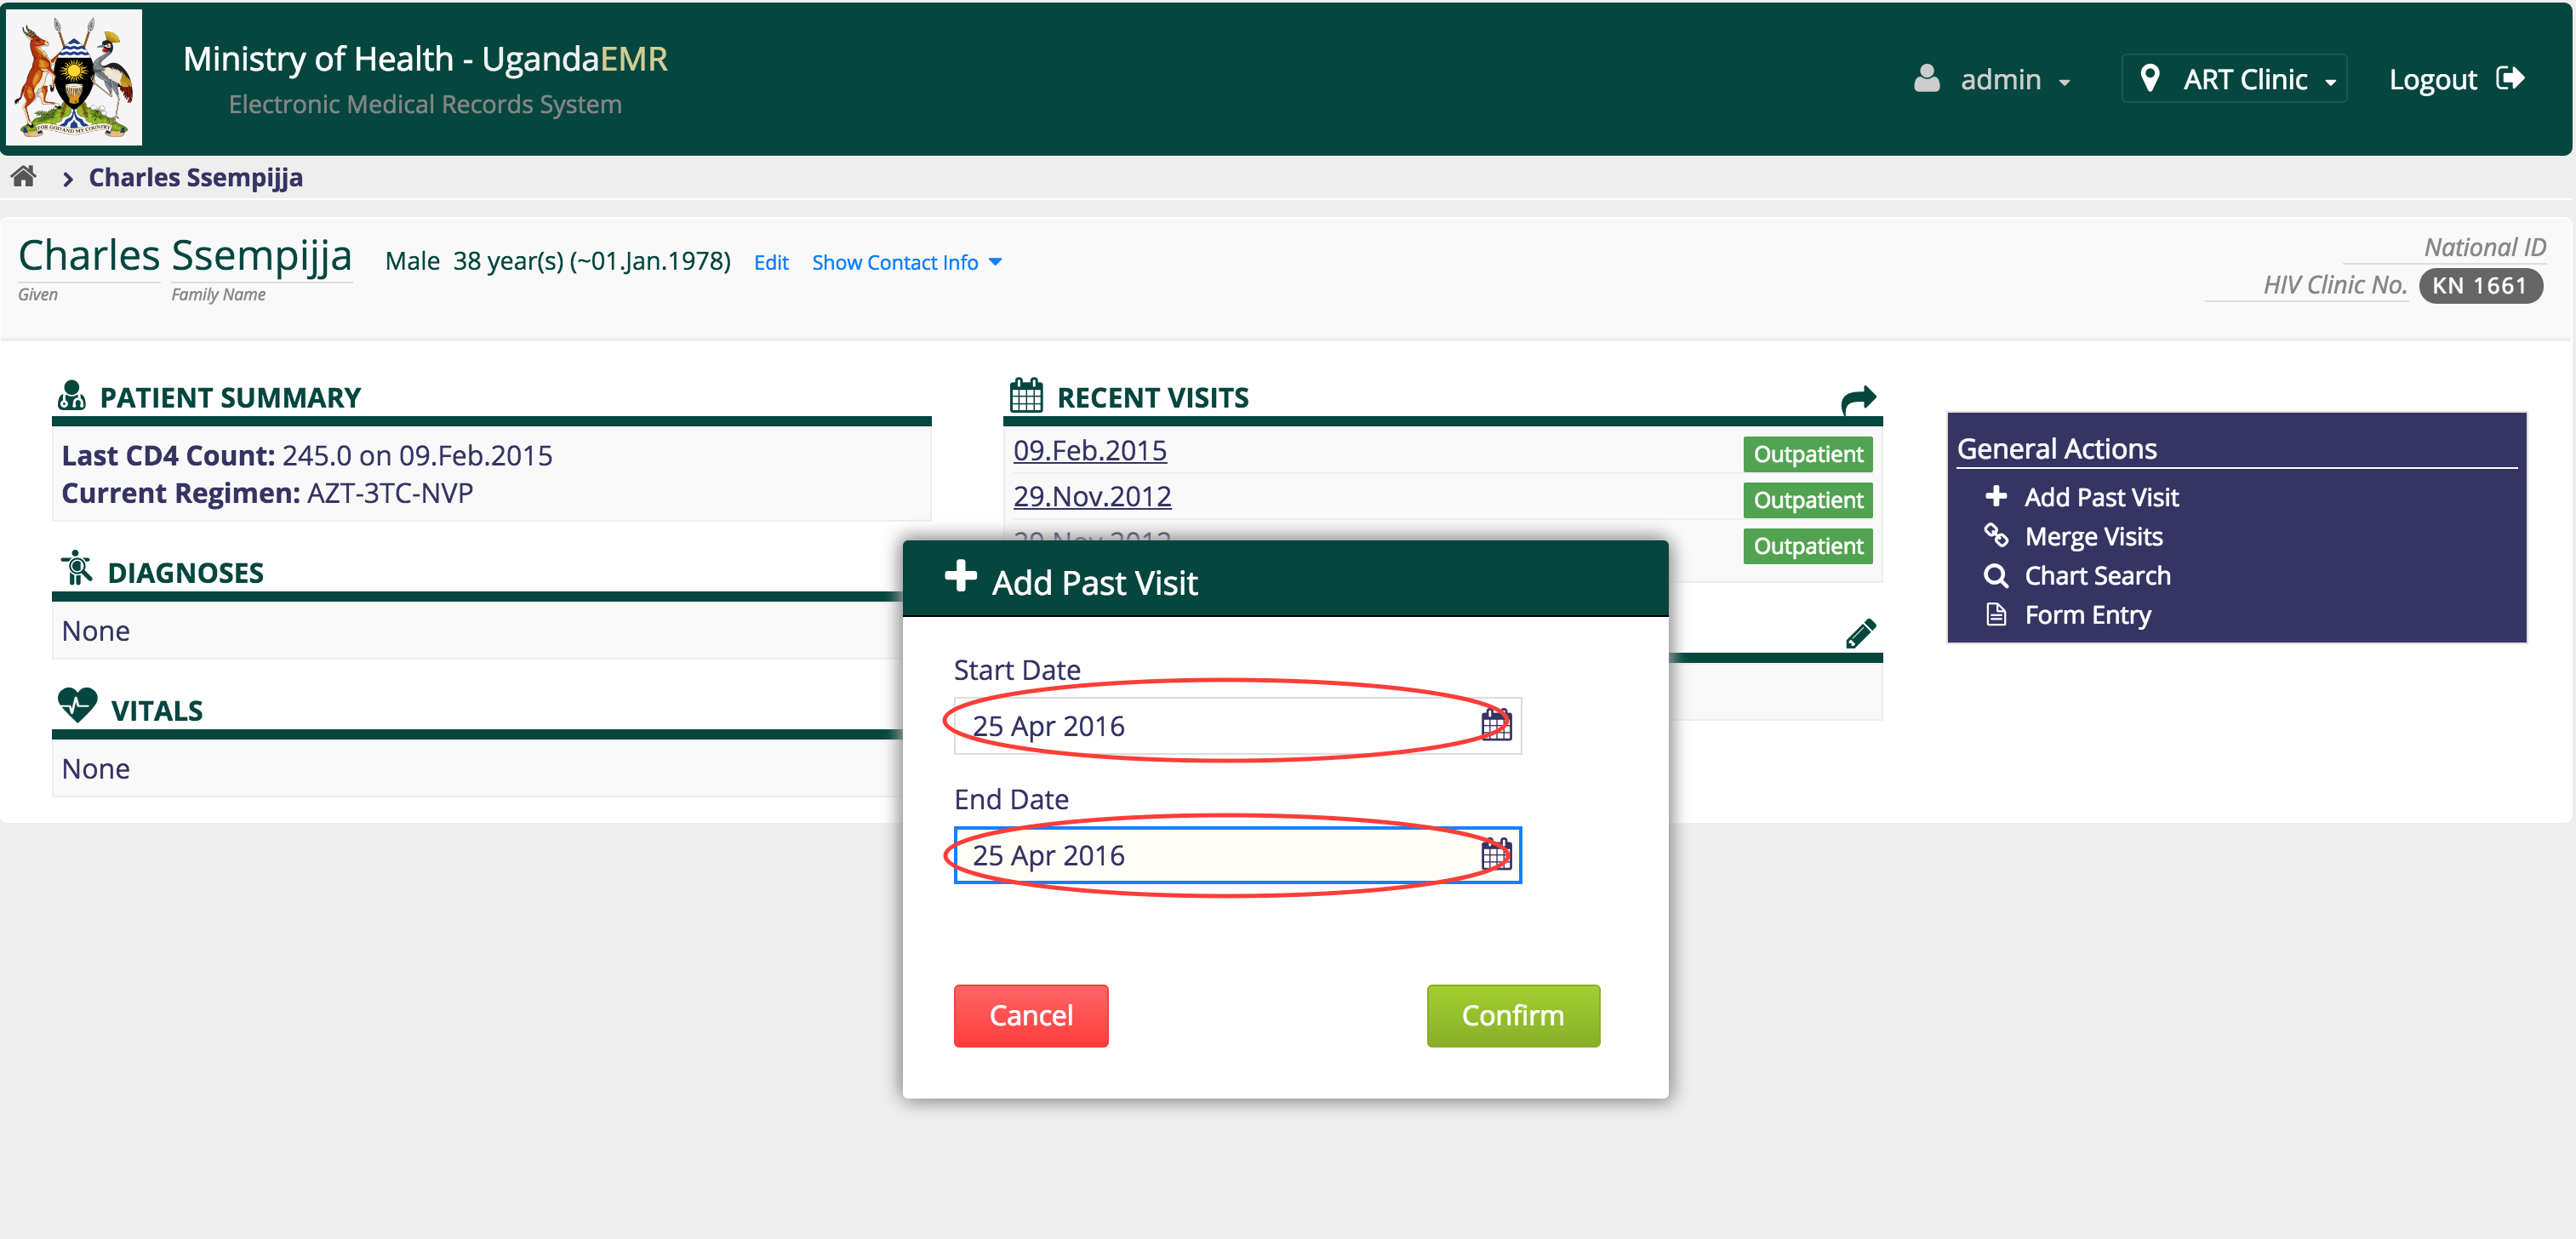 Ministry of Health - UgandaEMR
Electronic Medical Records System
admin
ART Clinic
Logout
FOR GOD AND MY COUNTRY
Charles Ssempijja
Charles Ssempijja
Given Family Name
Male 38 year(s) (~01.Jan.1978) Edit Show Contact Info
National ID
HIV Clinic No. KN 1661
PATIENT SUMMARY
Last CD4 Count: 245.0 on 09.Feb.2015
Current Regimen: AZT-3TC-NVP
DIAGNOSES
None
VITALS
None
RECENT VISITS
09.Feb.2015 Outpatient
29.Nov.2012 Outpatient
Outpatient
General Actions
Add Past Visit
Merge Visits
Chart Search
Form Entry
Add Past Visit
Start Date
25 Apr 2016
End Date
25 Apr 2016
Cancel
Confirm